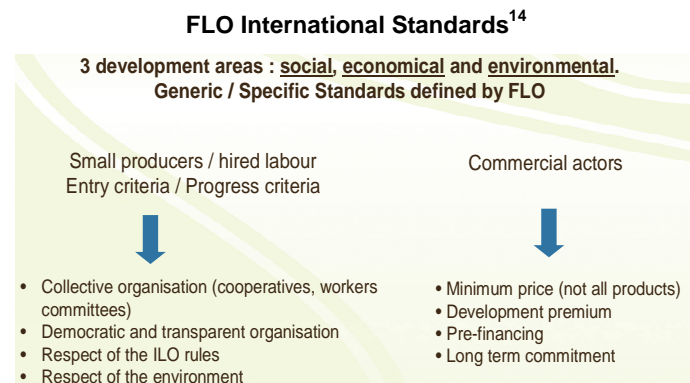 FLO International Standards14
3 development areas : social, economical and environmental.
Generic / Specific Standards defined by FLO
Small producers / hired labour
Entry criteria / Progress criteria
• Collective organisation (cooperatives, workers
committees)
• Democratic and transparent organisation
• Respect of the ILO rules
• Respect of the environment
Commercial actors
• Minimum price (not all products)
• Development premium
• Pre-financing
• Long term commitment